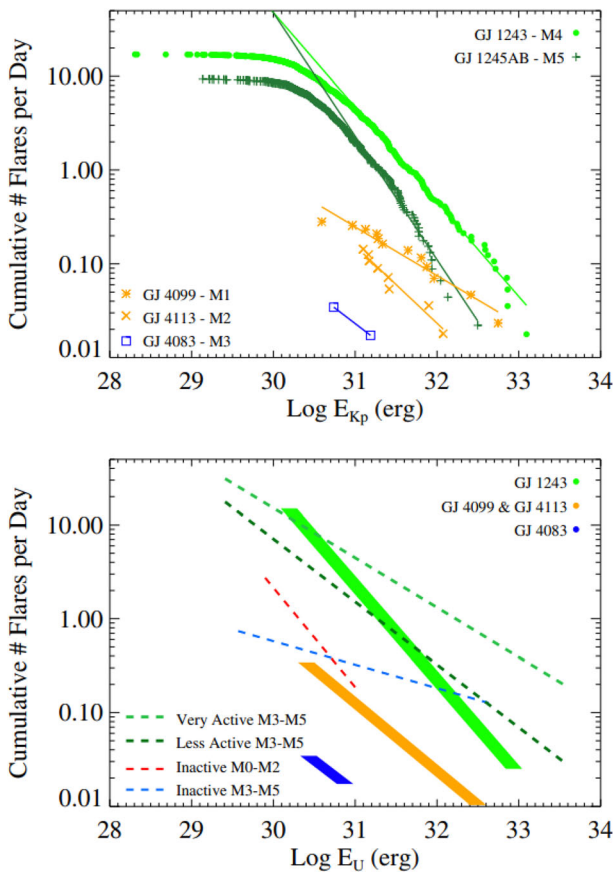 GJ 1243 - M4
GJ 1245AB - M5
10.00
1.00
0.10
0.01
Cumulative # Flares per Day
GJ 4099 - M1
GJ 4113 - M2
GJ 4083 - M3
28 29 30 31 32 33 34
Log E_Kp (erg)
GJ 1243
GJ 4099 & GJ 4113
GJ 4083
10.00
1.00
0.10
0.01
Cumulative # Flares per Day
Very Active M3-M5
Less Active M3-M5
Inactive M0-M2
Inactive M3-M5
28 29 30 31 32 33 34
Log E_U (erg)